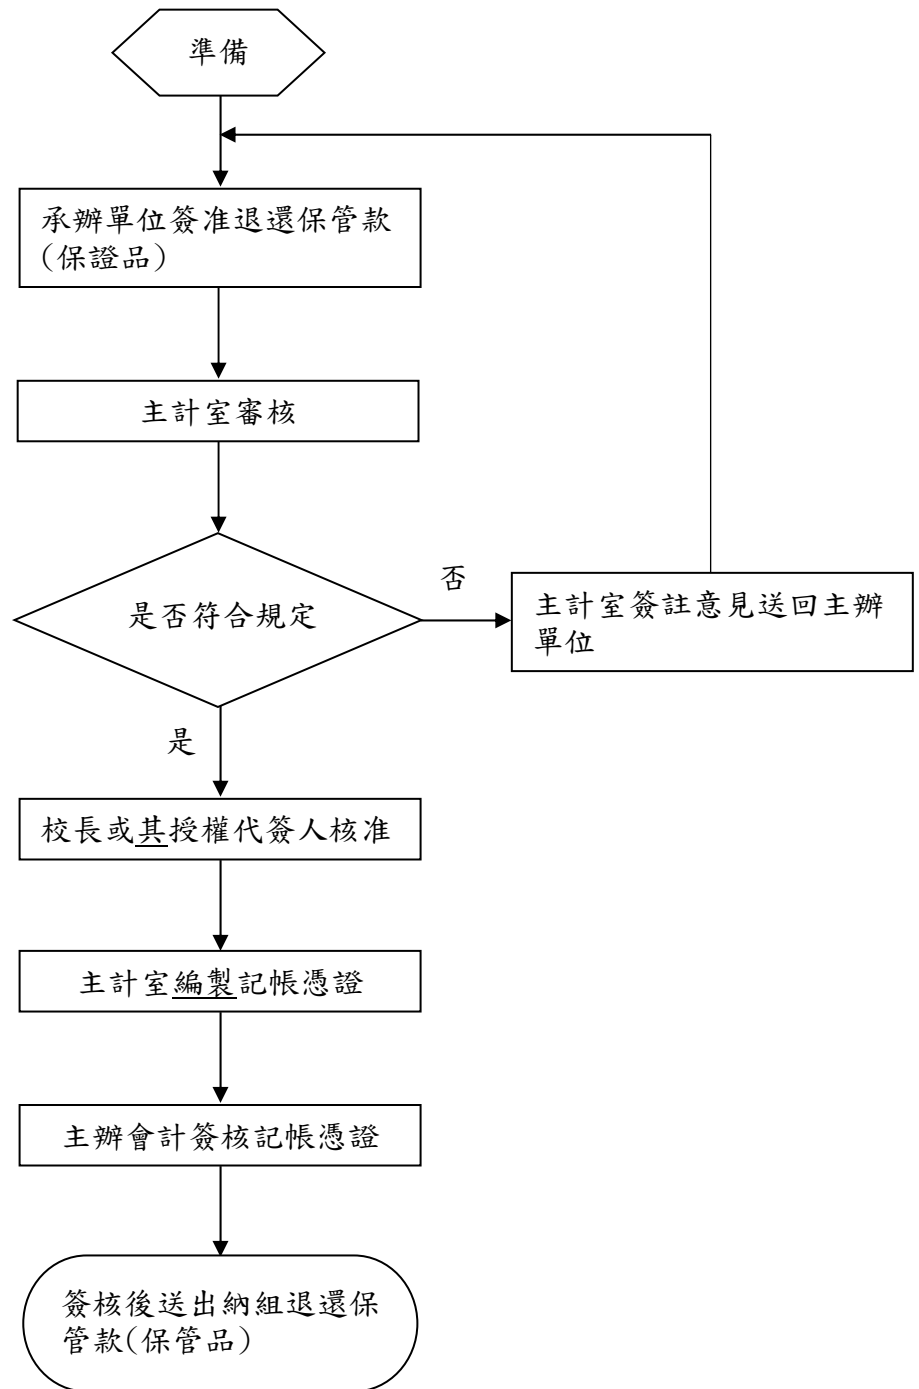 準備
承辦單位簽准退還保管款
(保證品)
主計室審核
是否符合規定
否
主計室簽註意見送回主辦
單位
是
校長或其授權代簽人核准
主計室編製記帳憑證
主辦會計簽核記帳憑證
簽核後送出納組退還保
管款(保管品)